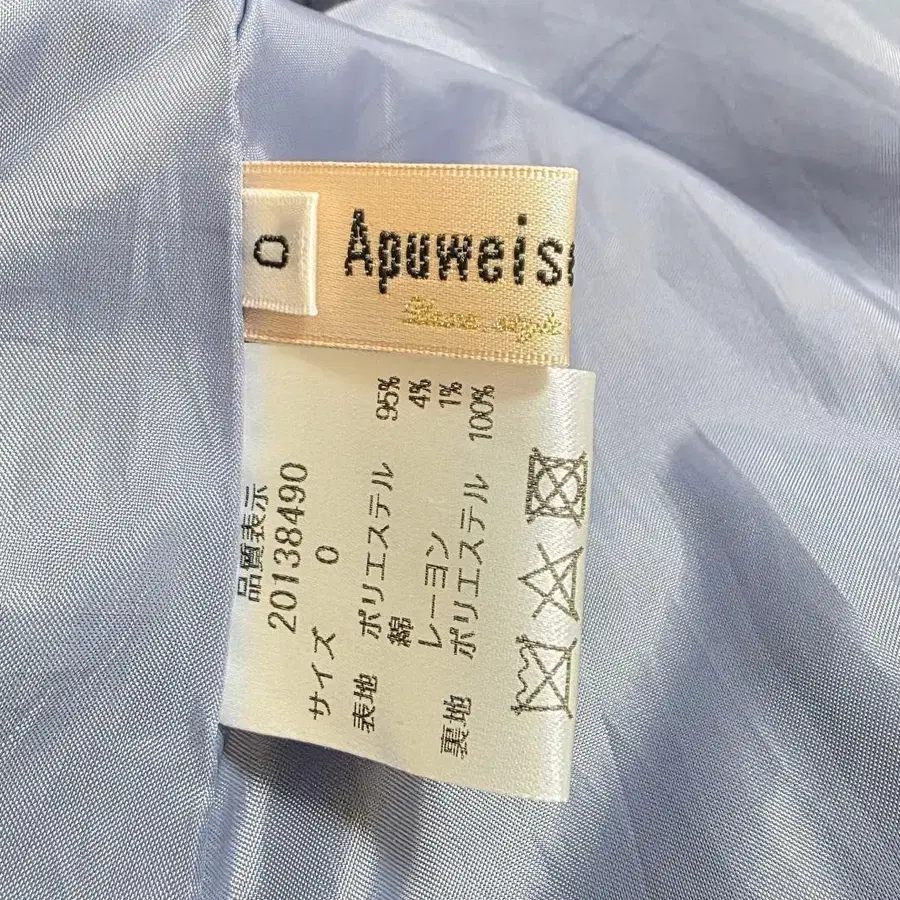 0
Apuweis
品質表示
20138490
サイズ 0
表地 ポリエステル 95%
綿 4%
レーヨン 1%
裏地 ポリエステル 100%